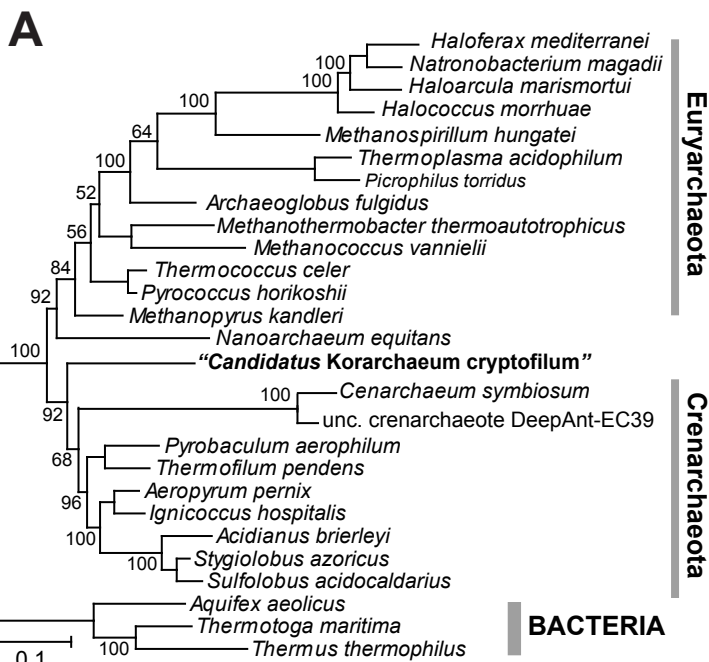 A
Haloferax mediterranei
100
Natronobacterium magadii
100
Haloarcula marismortui
100
Halococcus morrhuae
64
Methanospirillum hungatei
100
Thermoplasma acidophilum
Picrophilus torridus
52
Archaeoglobus fulgidus
56
Methanothermobacter thermoautotrophicus
Methanococcus vannielii
84
Thermococcus celer
92
Pyrococcus horikoshii
Methanopyrus kandleri
Nanoarchaeum equitans
100
“Candidatus Korarchaeum cryptofilum”
Euryarchaeota
100
Cenarchaeum symbiosum
92
unc. crenarchaeote DeepAnt-EC39
68
Pyrobaculum aerophilum
Thermofilum pendens
96
Aeropyrum pernix
Ignicoccus hospitalis
100
Acidianus brierleyi
100
Stygiolobus azoricus
Sulfolobus acidocaldarius
Crenarchaeota
Aquifex aeolicus
Thermotoga maritima
BACTERIA
100
Thermus thermophilus
0.1